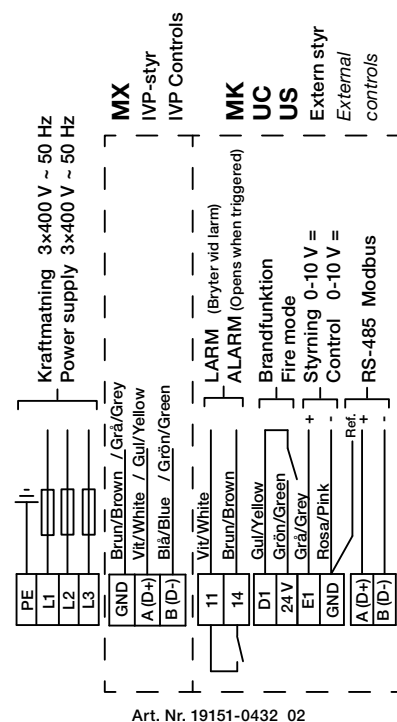 Kraftmatning 3×400 V ~ 50 Hz
Power supply 3×400 V ~ 50 Hz
PE
L1
L2
L3
MX
IVP-styr
IVP Controls
Brun/Brown / Grå/Grey
Vit/White / Gul/Yellow
Blå/Blue / Grön/Green
GND
A (D+)
B (D-)
MK
UC
US
Extern styr
External
controls
LARM (Bryter vid larm)
ALARM (Opens when triggered)
Vit/White
Brun/Brown
11
14
Brandfunktion
Fire mode
Gul/Yellow
Grön/Green
D1
24 V
Styrning 0-10 V =
Control 0-10 V =
Grå/Grey +
Rosa/Pink -
E1
GND
RS-485 Modbus
Ref.
+
-
A (D+)
B (D-)
Art. Nr. 19151-0432 02